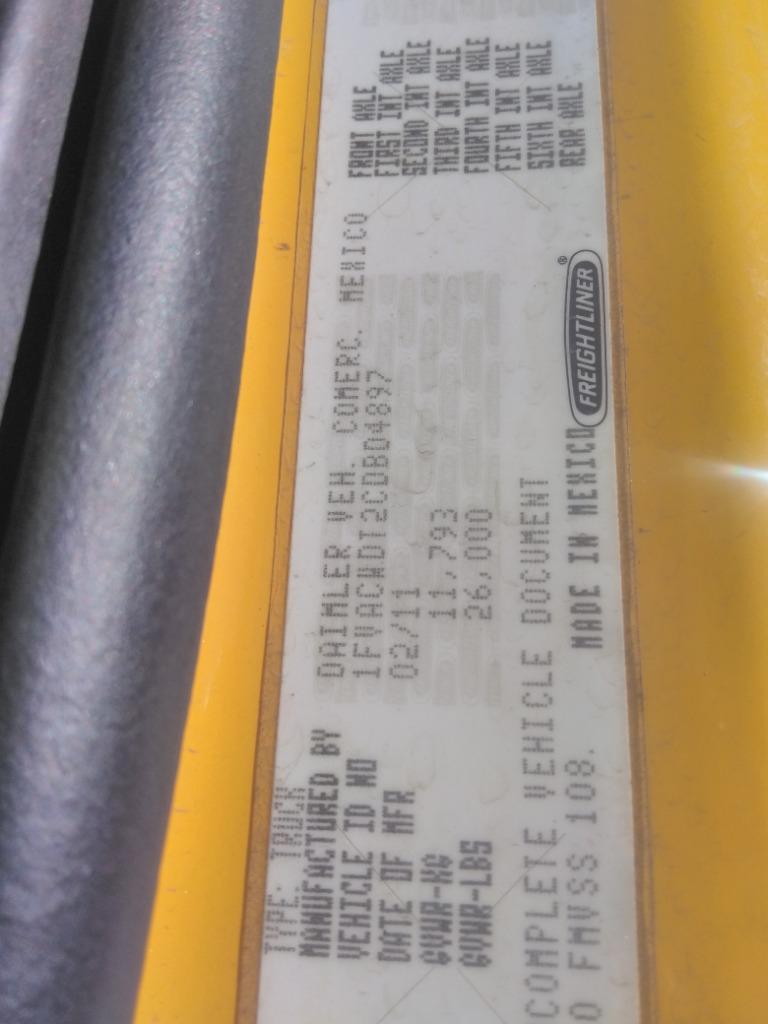 TRUCK
MANUFACTURED BY DAIMLER VEH. COMERC. MEXICO
VEHICLE ID NO 1FVACWDT2CDBD4897
DATE OF MFR 02/11
GVWR-KG 11,793
GVWR-LBS 26,000
COMPLETE VEHICLE DOCUMENT
O FMVSS 108. MADE IN MEXICO
FRONT AXLE
FIRST INT AXLE
SECOND INT AXLE
THIRD INT AXLE
FOURTH INT AXLE
FIFTH INT AXLE
SIXTH INT AXLE
REAR AXLE
FREIGHTLINER®